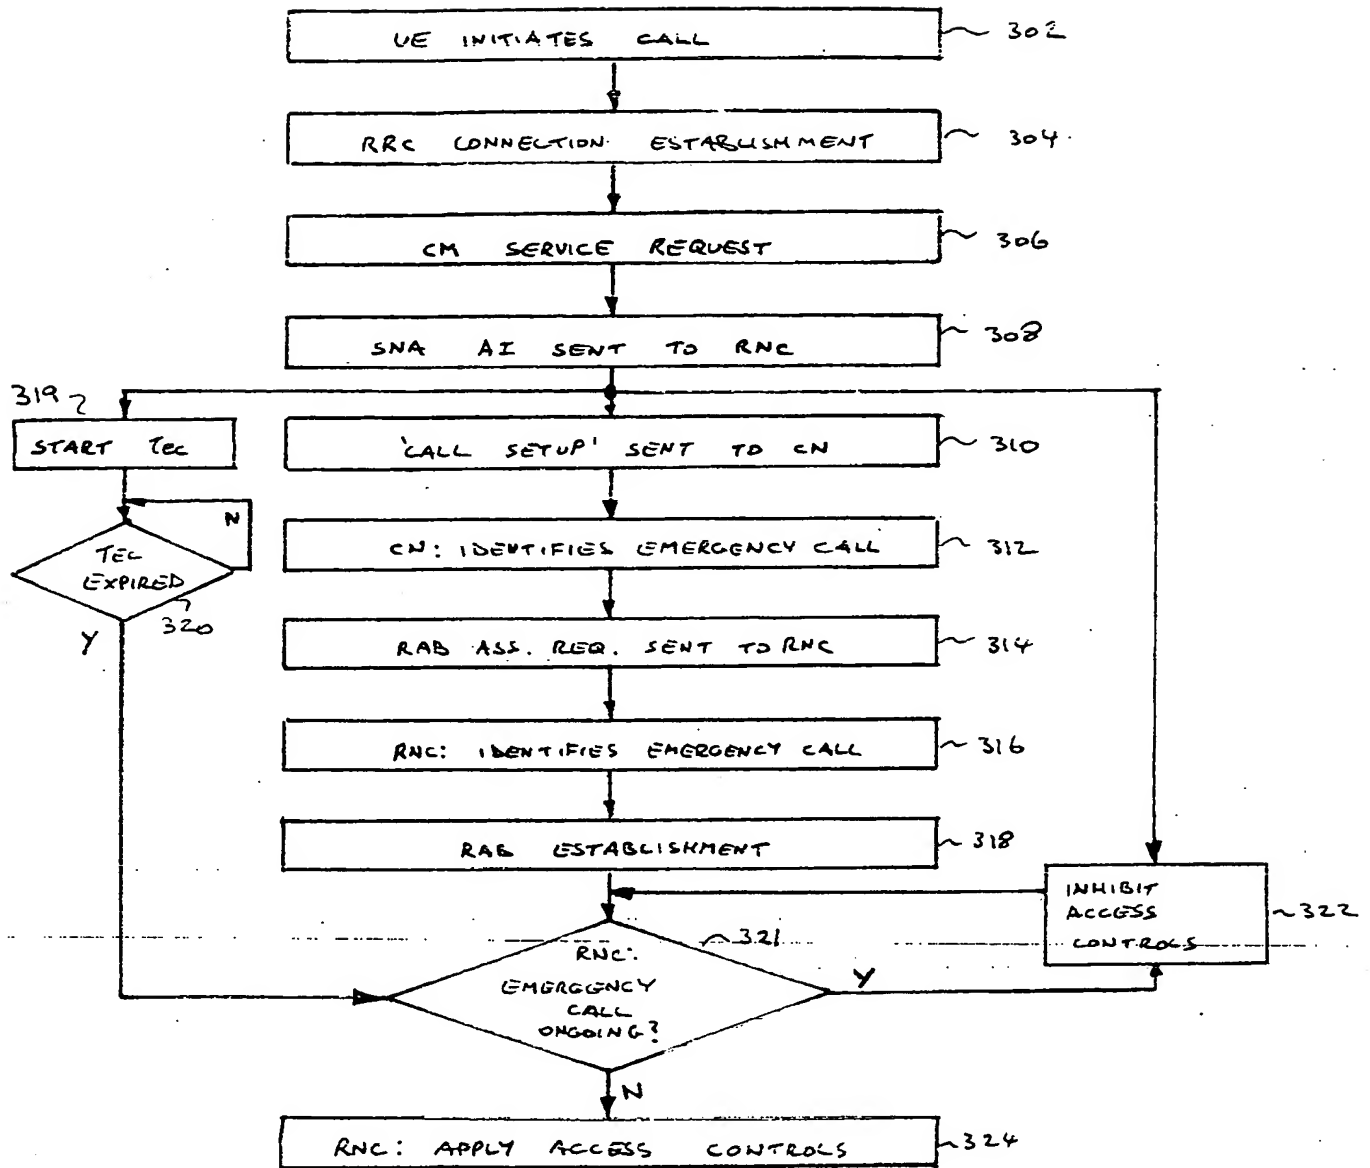 UE INITIATES CALL
302
RRC CONNECTION ESTABLISHMENT
304
CM SERVICE REQUEST
306
SNA AI SENT TO RNC
308
319
START Tec
'CALL SETUP' SENT TO CN
310
N
TEC
EXPIRED
320
Y
CN: IDENTIFIES EMERGENCY CALL
312
RAB ASS. REQ. SENT TO RNC
314
RNC: IDENTIFIES EMERGENCY CALL
316
RAB ESTABLISHMENT
318
INHIBIT
ACCESS
CONTROLS
322
321
RNC:
EMERGENCY
CALL
ONGOING?
Y
N
RNC: APPLY ACCESS CONTROLS
324